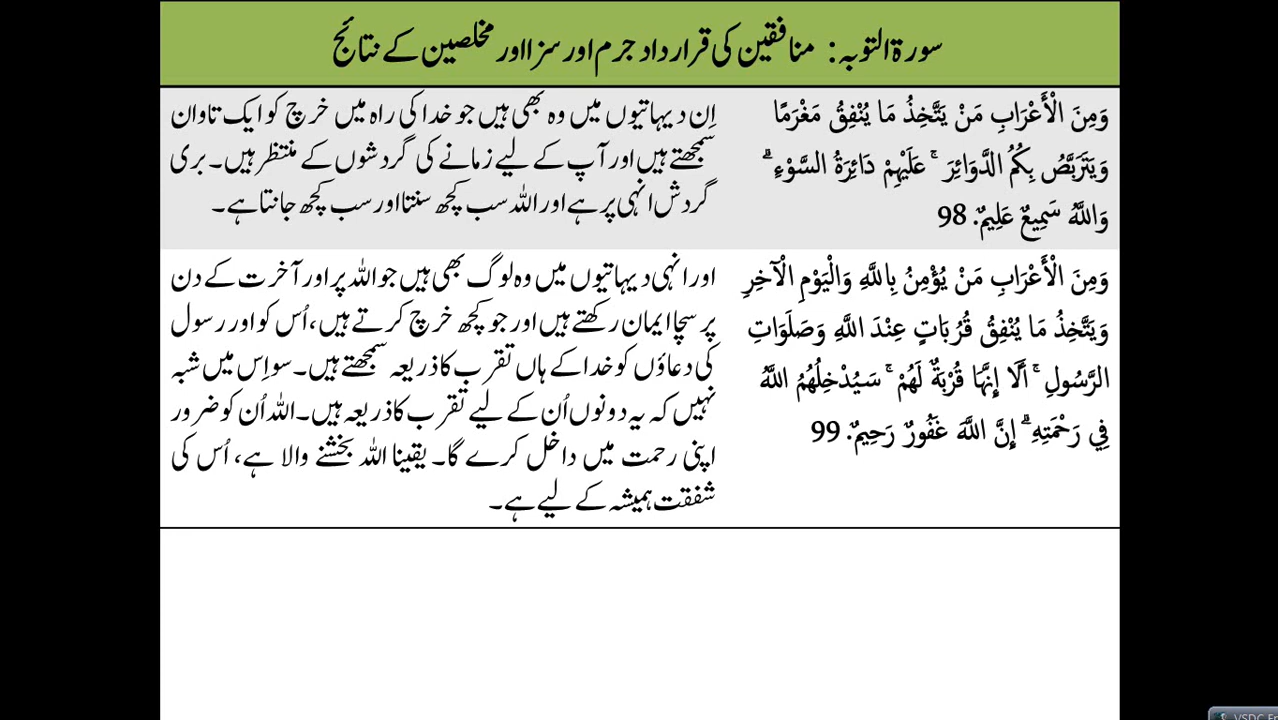 سورۃ التوبہ: منافقین کی قرار داد جرم اور سزا اور مخلصین کے نتائج
وَمِنَ الْأَعْرَابِ مَنْ يَتَّخِذُ مَا يُنْفِقُ مَغْرَمًا
وَيَتَرَبَّصُ بِكُمُ الدَّوَائِرَ ۚ عَلَيْهِمْ دَائِرَةُ السَّوْءِ ۗ
وَاللَّهُ سَمِيعٌ عَلِيمٌ. 98
اِن دیہاتیوں میں وہ بھی ہیں جو خدا کی راہ میں خرچ کو ایک تاوان
سمجھتے ہیں اور آپ کے لیے زمانے کی گردشوں کے منتظر ہیں۔ بری
گردش انہی پر ہے اور اللہ سب کچھ سنتا اور سب کچھ جانتا ہے۔
وَمِنَ الْأَعْرَابِ مَنْ يُؤْمِنُ بِاللَّهِ وَالْيَوْمِ الْآخِرِ
وَيَتَّخِذُ مَا يُنْفِقُ قُرُبَاتٍ عِنْدَ اللَّهِ وَصَلَوَاتِ
الرَّسُولِ ۚ أَلَا إِنَّهَا قُرْبَةٌ لَهُمْ ۚ سَيُدْخِلُهُمُ اللَّهُ
فِي رَحْمَتِهِ ۗ إِنَّ اللَّهَ غَفُورٌ رَحِيمٌ. 99
اور انہی دیہاتیوں میں وہ لوگ بھی ہیں جو اللہ پر اور آخرت کے دن
پر سچا ایمان رکھتے ہیں اور جو کچھ خرچ کرتے ہیں، اُس کو اور رسول
کی دعاؤں کو خدا کے ہاں تقرب کا ذریعہ سمجھتے ہیں۔ سو اِس میں شبہ
نہیں کہ یہ دونوں اُن کے لیے تقرب کا ذریعہ ہیں۔ اللہ اُن کو ضرور
اپنی رحمت میں داخل کرے گا۔ یقینا اللہ بخشنے والا ہے، اُس کی
شفقت ہمیشہ کے لیے ہے۔